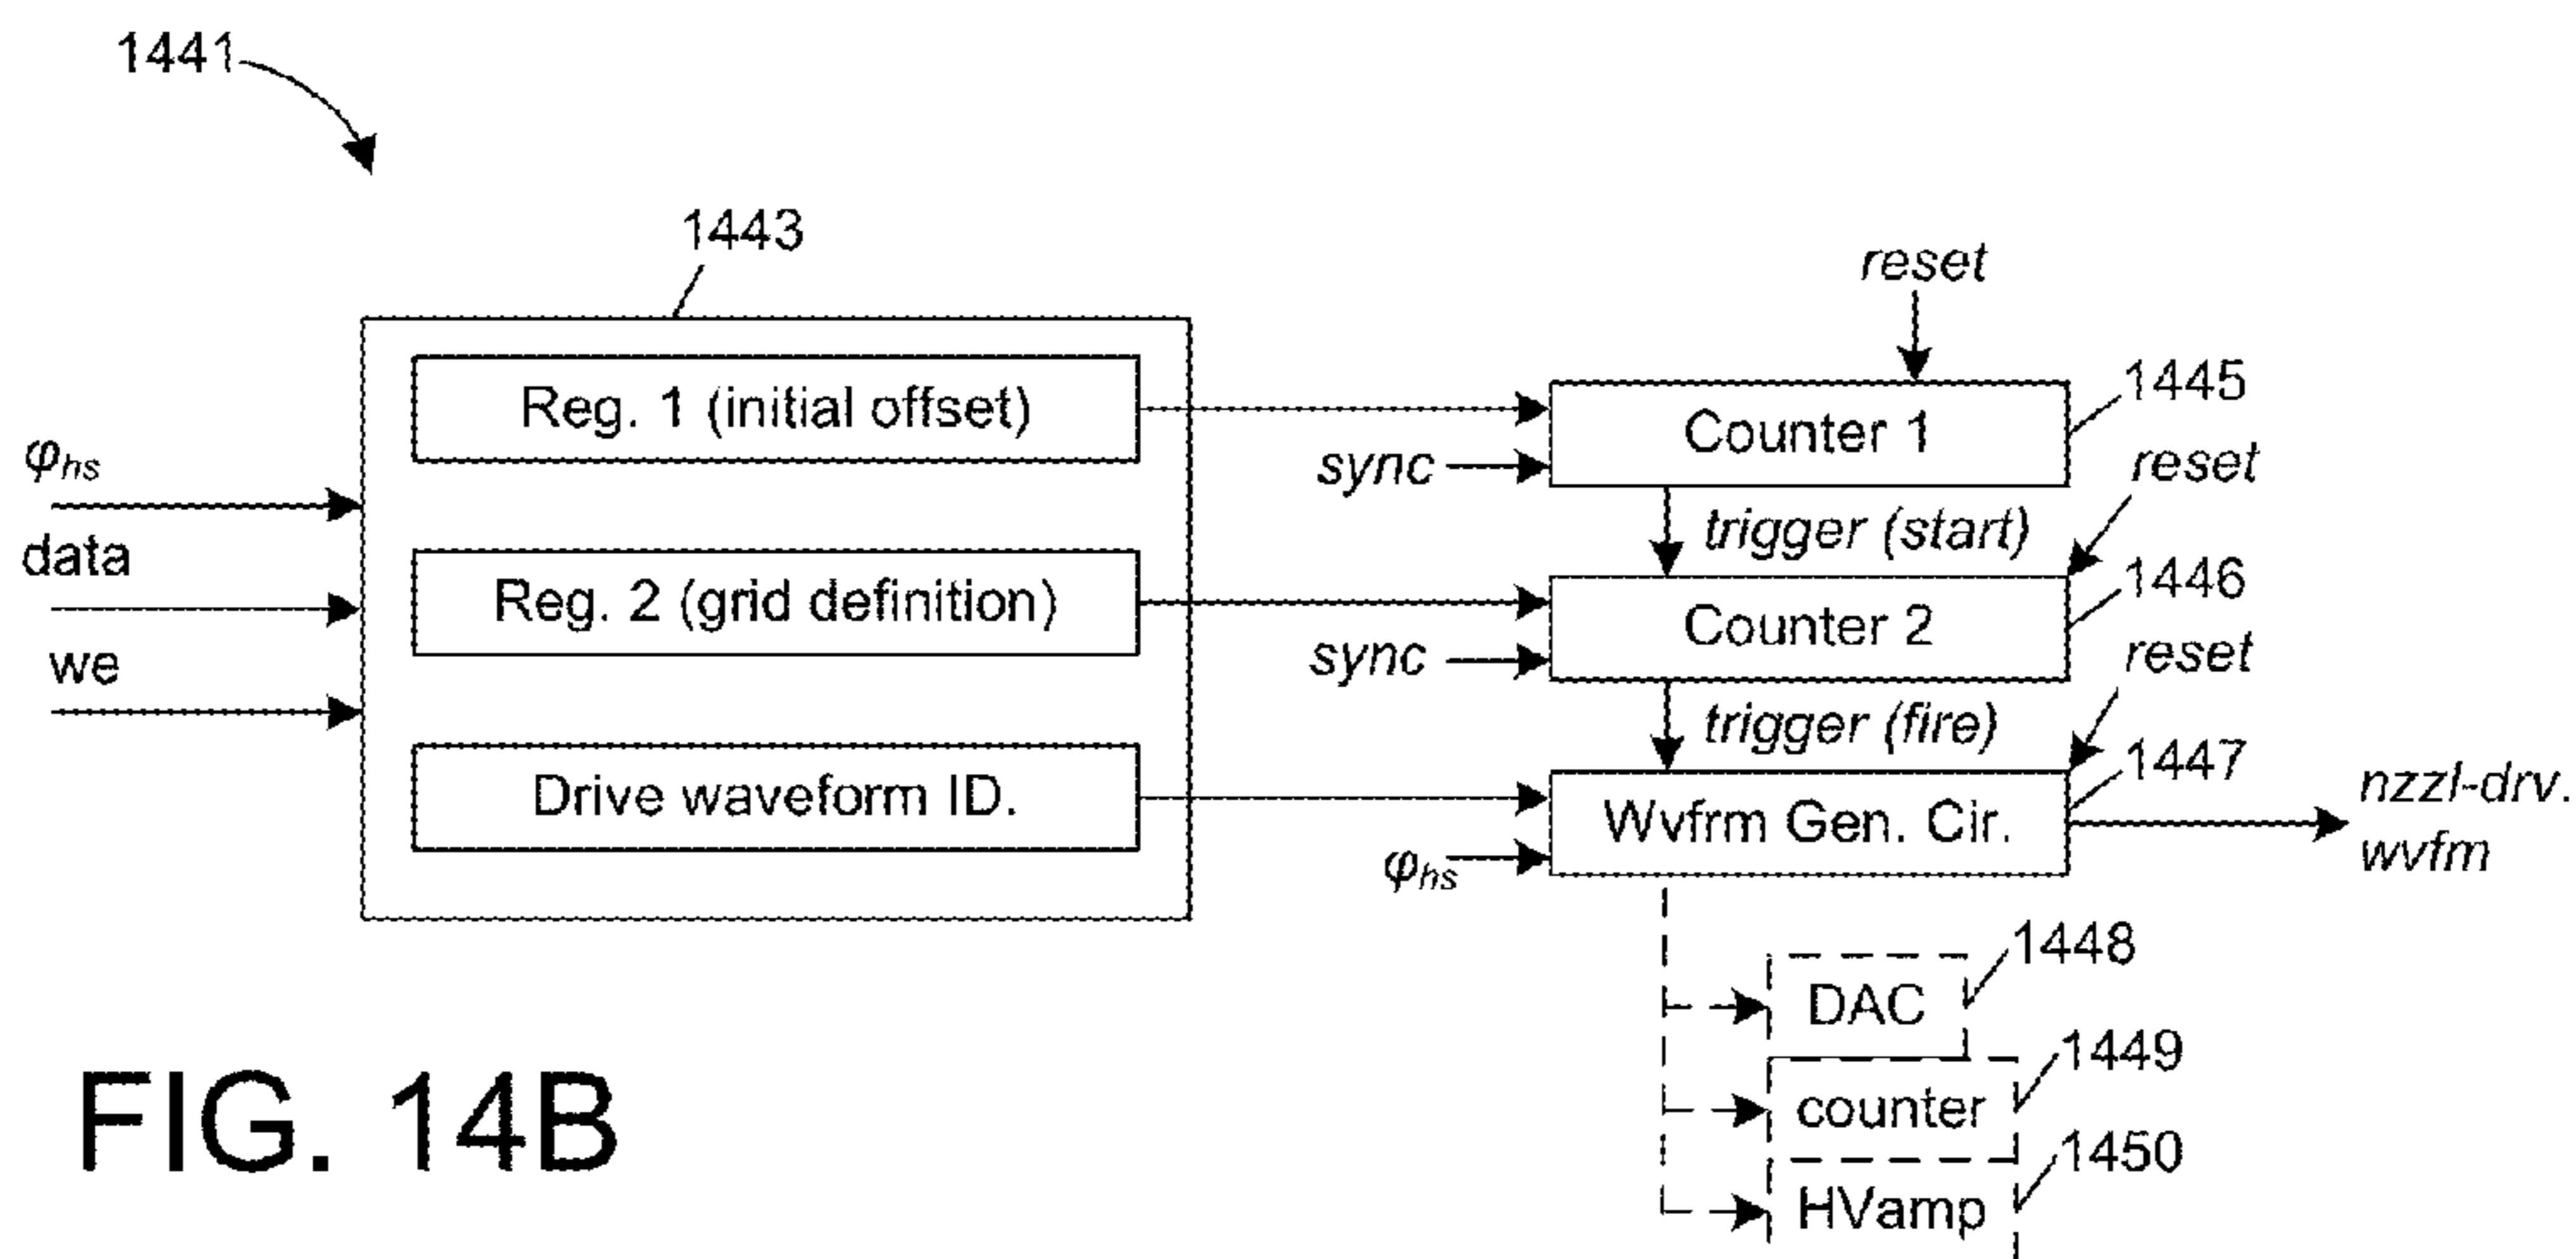 1441
1443
reset
Reg. 1 (initial offset)
1445
Counter 1
sync
reset
φhs
trigger (start)
data
1446
Reg. 2 (grid definition)
Counter 2
sync
reset
we
trigger (fire)
1447
Drive waveform ID.
Wvfrm Gen. Cir.
nzzl-drv.
wvfm
φhs
1448
DAC
1449
counter
1450
HVamp
FIG. 14B